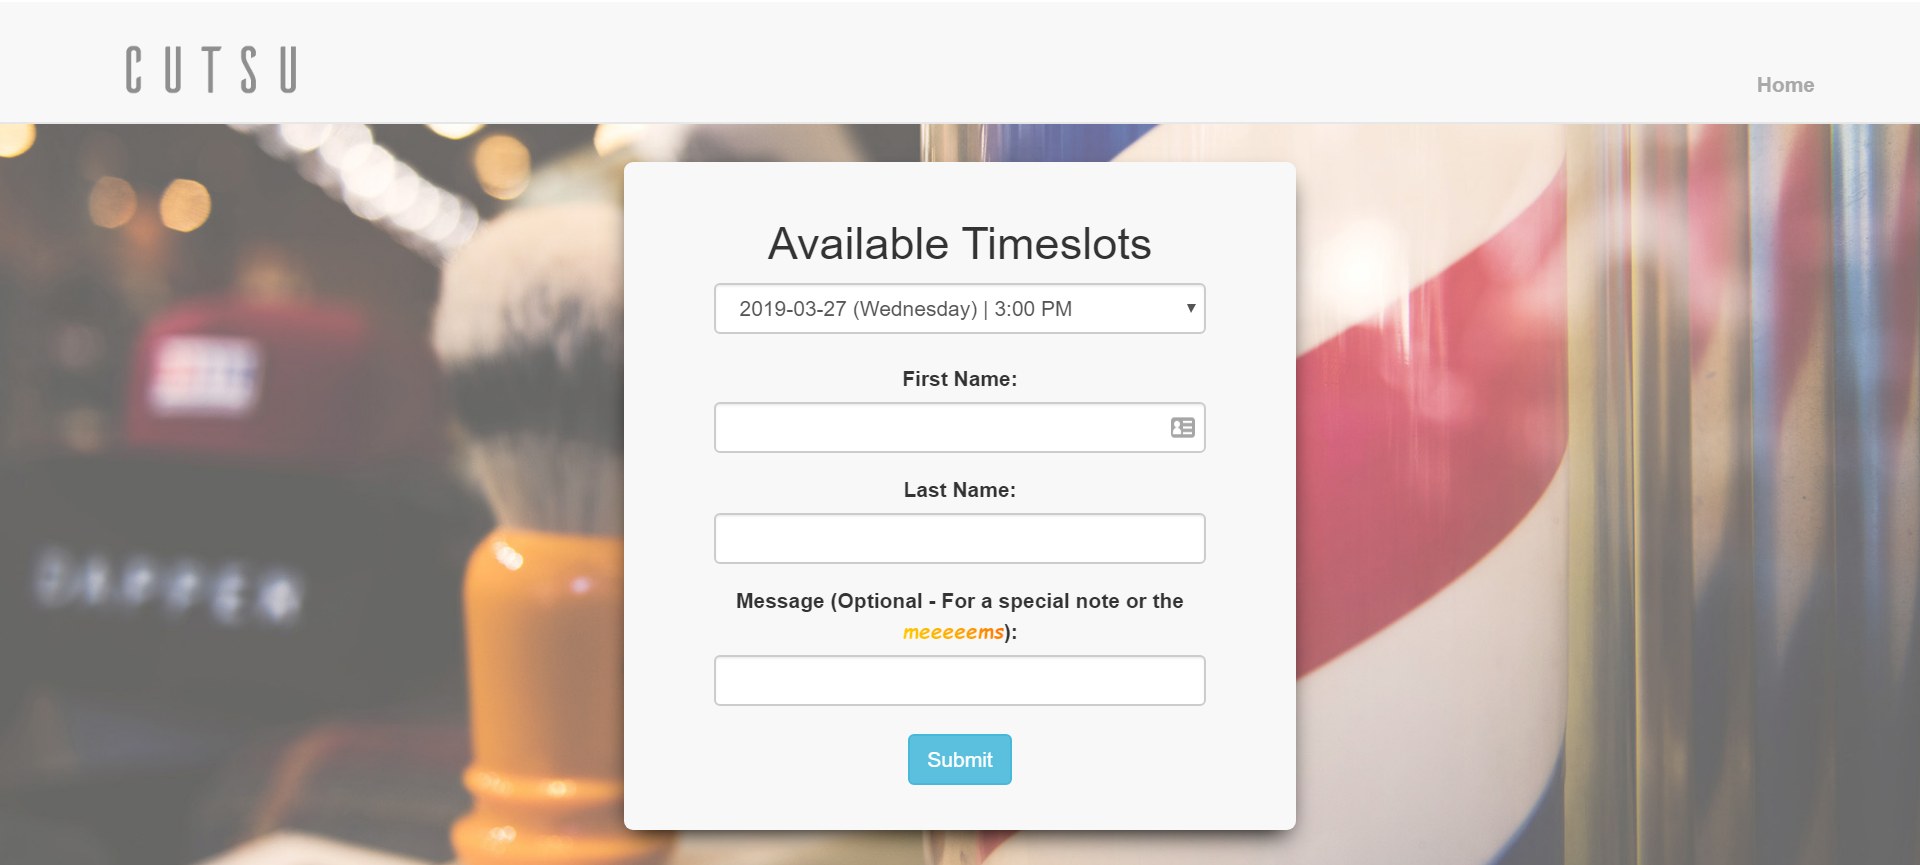 CUTSU
Home
Available Timeslots
2019-03-27 (Wednesday) | 3:00 PM
First Name:
Last Name:
Message (Optional - For a special note or the
meeeeems):
Submit
DAPPER